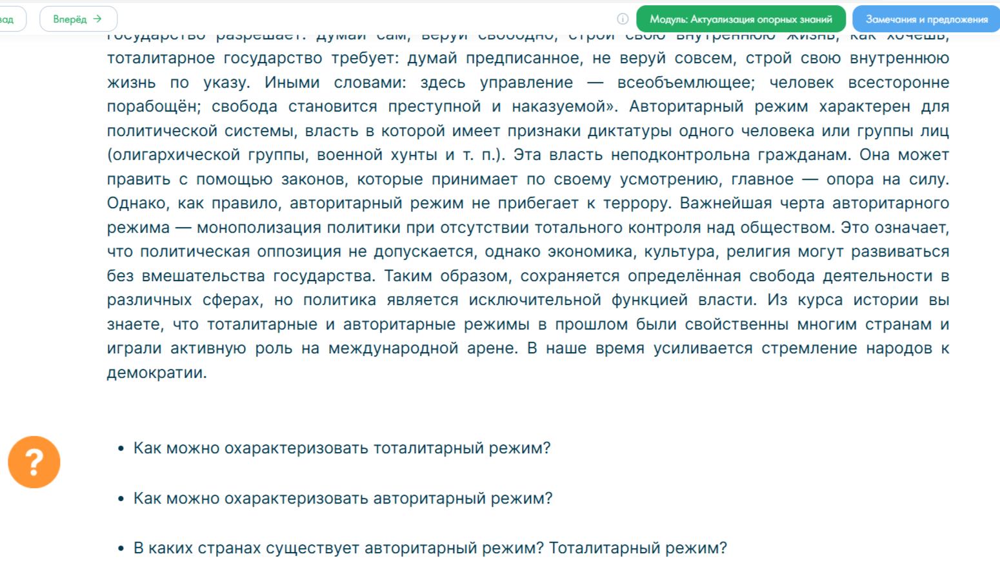 зад
Вперёд →
Модуль: Актуализация опорных знаний
Замечания и предложения
государство разрешает: думай сам, веруй свободно, строй свою внутреннюю жизнь, как хочешь,
тоталитарное государство требует: думай предписанное, не веруй совсем, строй свою внутреннюю
жизнь по указу. Иными словами: здесь управление — всеобъемлющее; человек всесторонне
порабощён; свобода становится преступной и наказуемой». Авторитарный режим характерен для
политической системы, власть в которой имеет признаки диктатуры одного человека или группы лиц
(олигархической группы, военной хунты и т. п.). Эта власть неподконтрольна гражданам. Она может
править с помощью законов, которые принимает по своему усмотрению, главное — опора на силу.
Однако, как правило, авторитарный режим не прибегает к террору. Важнейшая черта авторитарного
режима — монополизация политики при отсутствии тотального контроля над обществом. Это означает,
что политическая оппозиция не допускается, однако экономика, культура, религия могут развиваться
без вмешательства государства. Таким образом, сохраняется определённая свобода деятельности в
различных сферах, но политика является исключительной функцией власти. Из курса истории вы
знаете, что тоталитарные и авторитарные режимы в прошлом были свойственны многим странам и
играли активную роль на международной арене. В наше время усиливается стремление народов к
демократии.
• Как можно охарактеризовать тоталитарный режим?
?
• Как можно охарактеризовать авторитарный режим?
• В каких странах существует авторитарный режим? Тоталитарный режим?